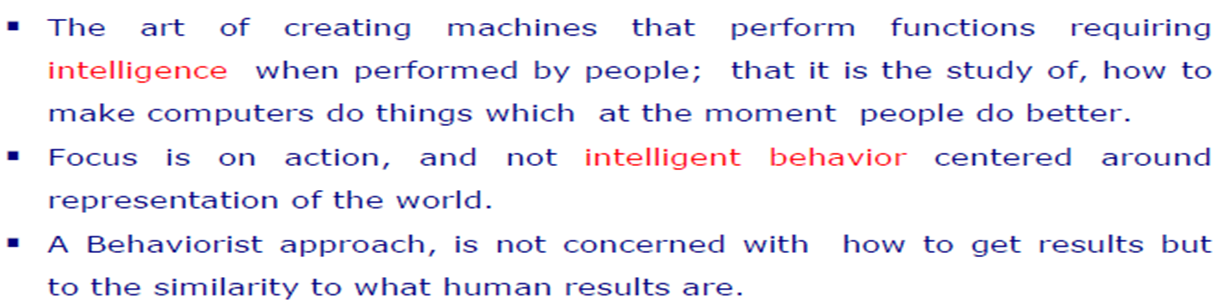 ▪ The art of creating machines that perform functions requiring
intelligence when performed by people; that it is the study of, how to
make computers do things which at the moment people do better.
▪ Focus is on action, and not intelligent behavior centered around
representation of the world.
▪ A Behaviorist approach, is not concerned with how to get results but
to the similarity to what human results are.